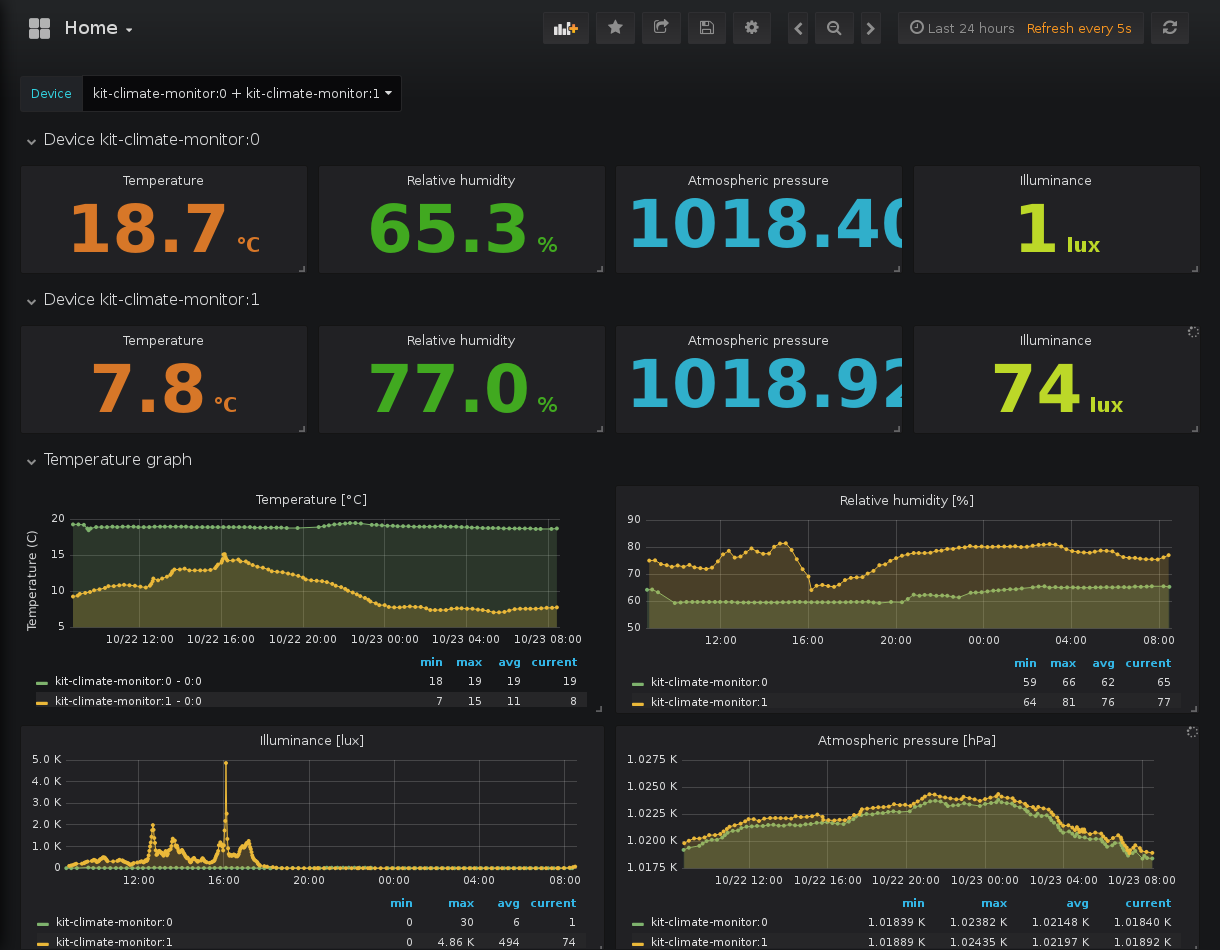 Home
Last 24 hours Refresh every 5s
Device kit-climate-monitor:0 + kit-climate-monitor:1
Device kit-climate-monitor:0
Temperature
18.7 °C
Relative humidity
65.3 %
Atmospheric pressure
1018.40
Illuminance
1 lux
Device kit-climate-monitor:1
Temperature
7.8 °C
Relative humidity
77.0 %
Atmospheric pressure
1018.92
Illuminance
74 lux
Temperature graph
Temperature [°C]
Temperature (C)
20
15
10
5
10/22 12:00 10/22 16:00 10/22 20:00 10/23 00:00 10/23 04:00 10/23 08:00
min max avg current
kit-climate-monitor:0 - 0:0 18 19 19 19
kit-climate-monitor:1 - 0:0 7 15 11 8
Relative humidity [%]
90
80
70
60
50
12:00 16:00 20:00 00:00 04:00 08:00
min max avg current
kit-climate-monitor:0 59 66 62 65
kit-climate-monitor:1 64 81 76 77
Illuminance [lux]
5.0 K
4.0 K
3.0 K
2.0 K
1.0 K
0
12:00 16:00 20:00 00:00 04:00 08:00
min max avg current
kit-climate-monitor:0 0 30 6 1
kit-climate-monitor:1 0 4.86 K 494 74
Atmospheric pressure [hPa]
1.0275 K
1.0250 K
1.0225 K
1.0200 K
1.0175 K
10/22 12:00 10/22 16:00 10/22 20:00 10/23 00:00 10/23 04:00 10/23 08:00
min max avg current
kit-climate-monitor:0 1.01839 K 1.02382 K 1.02148 K 1.01840 K
kit-climate-monitor:1 1.01889 K 1.02435 K 1.02197 K 1.01892 K